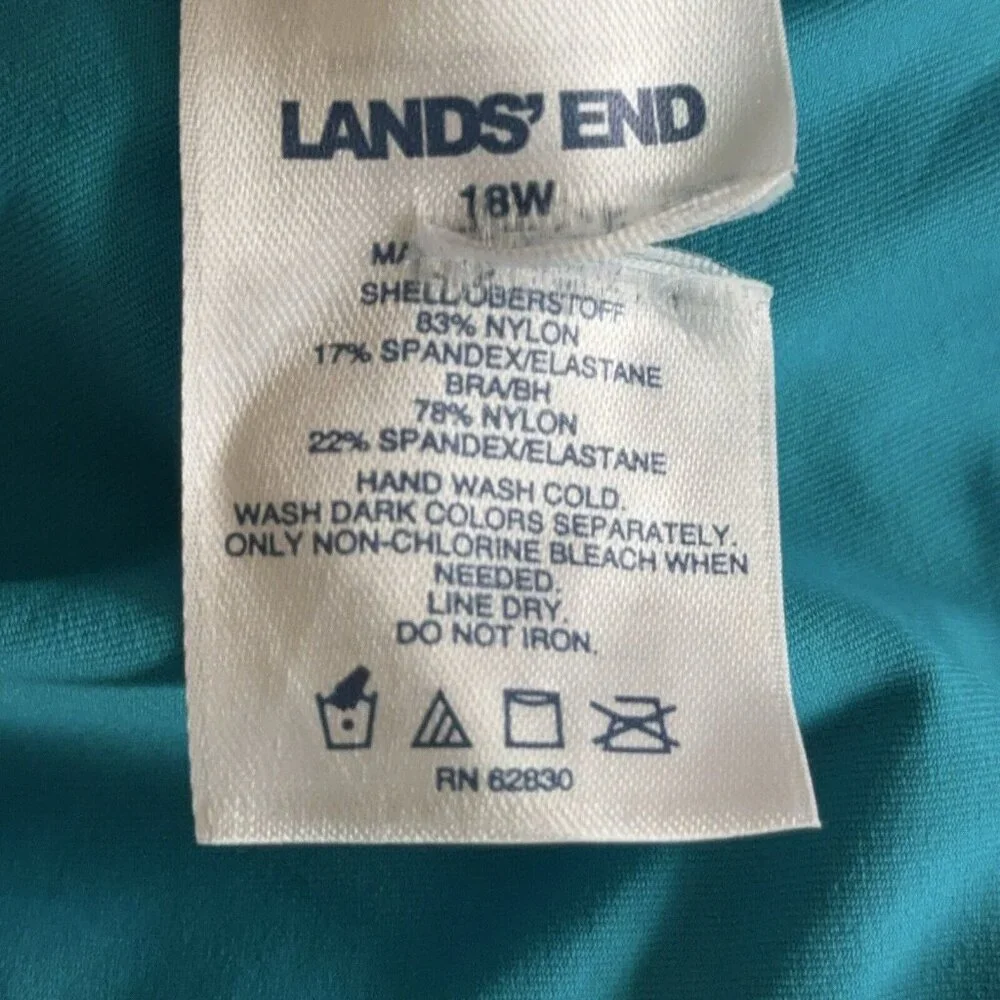 LANDS' END
18W
SHELL/OBERSTOFF
83% NYLON
17% SPANDEX/ELASTANE
BRA/BH
78% NYLON
22% SPANDEX/ELASTANE
HAND WASH COLD.
WASH DARK COLORS SEPARATELY.
ONLY NON-CHLORINE BLEACH WHEN
NEEDED.
LINE DRY.
DO NOT IRON.
RN 62830